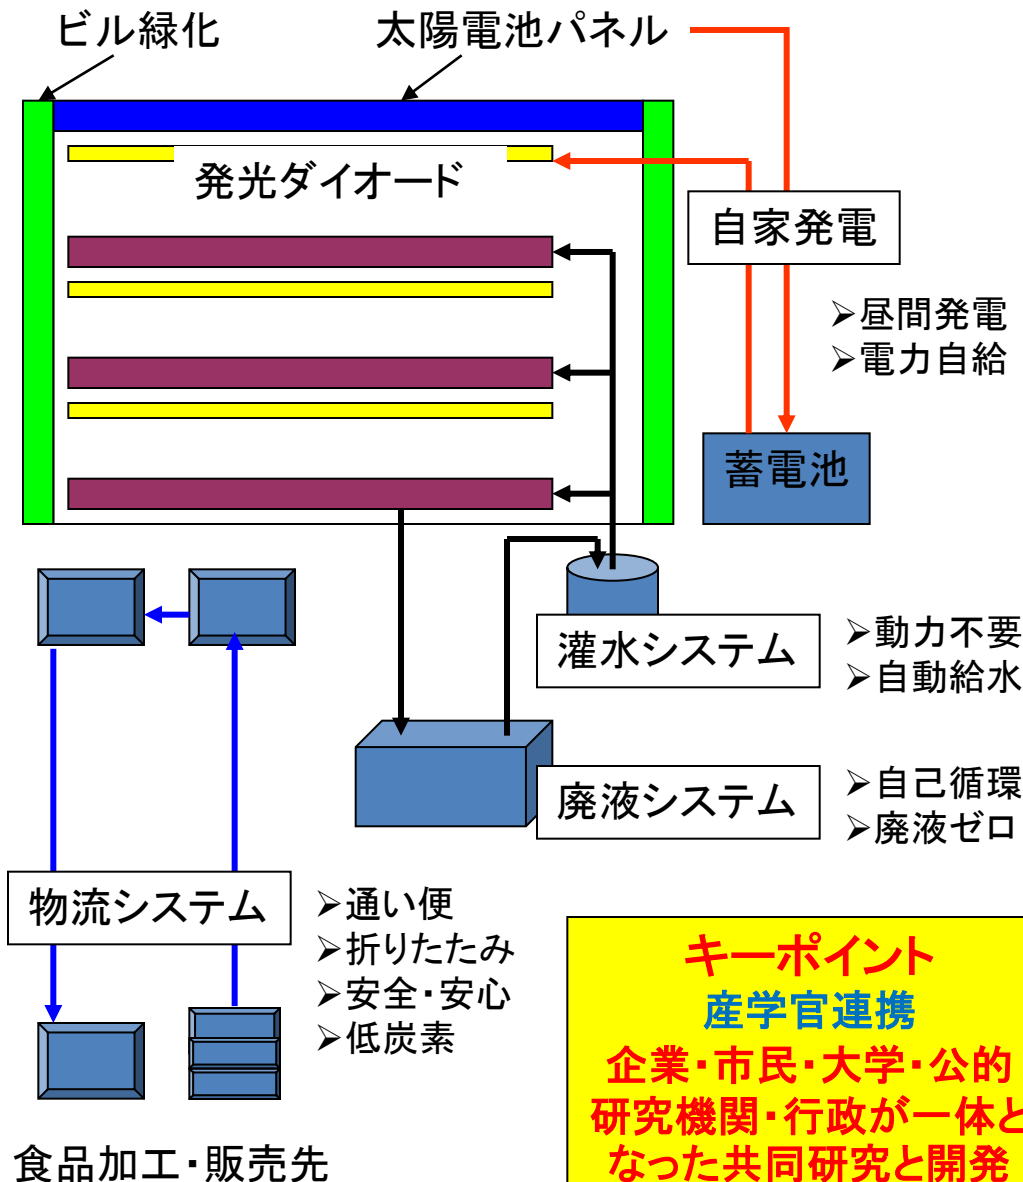 ビル緑化
太陽電池パネル
発光ダイオード
自家発電
➢昼間発電
➢電力自給
蓄電池
灌水システム
➢動力不要
➢自動給水
廃液システム
➢自己循環
➢廃液ゼロ
物流システム
➢通い便
➢折りたたみ
➢安全・安心
➢低炭素
食品加工・販売先
キーポイント
産学官連携
企業・市民・大学・公的
研究機関・行政が一体と
なった共同研究と開発